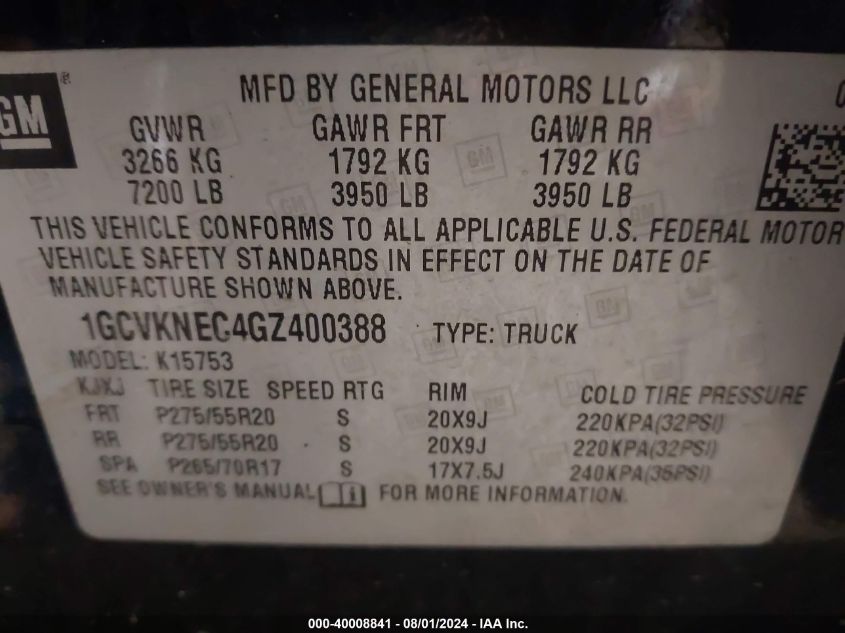 GM ® MFD BY GENERAL MOTORS LLC
GVWR GAWR FRT GAWR RR
3266 KG 1792 KG 1792 KG
7200 LB 3950 LB 3950 LB
THIS VEHICLE CONFORMS TO ALL APPLICABLE U.S. FEDERAL MOTOR
VEHICLE SAFETY STANDARDS IN EFFECT ON THE DATE OF
MANUFACTURE SHOWN ABOVE.
1GCVKNEC4GZ400388 TYPE: TRUCK
MODEL: K15753
KJXJ TIRE SIZE SPEED RTG RIM COLD TIRE PRESSURE
FRT P275/55R20 S 20X9J 220KPA(32PSI)
RR P275/55R20 S 20X9J 220KPA(32PSI)
SPA P265/70R17 S 17X7.5J 240KPA(35PSI)
SEE OWNER'S MANUAL FOR MORE INFORMATION.
000-40008841 - 08/01/2024 - IAA Inc.